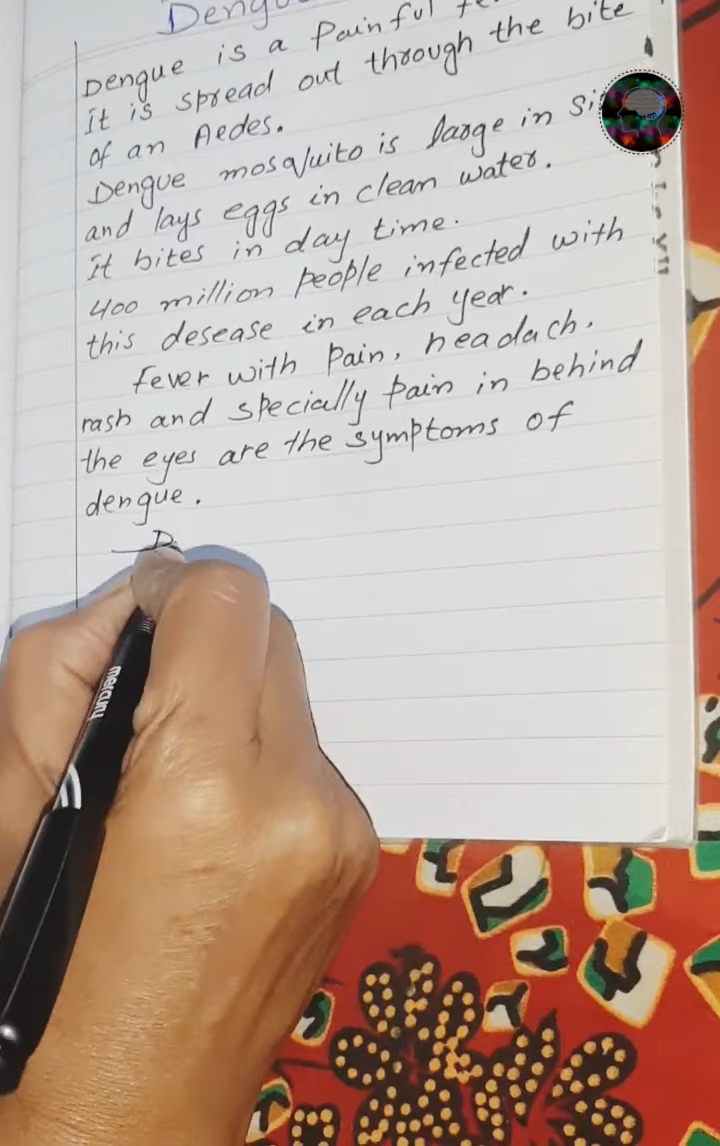 Dengue
Dengue is a painful
it is spread out through the bite
of an Aedes.
Dengue mosquito is large in
and lays eggs in clean water.
it bites in day time.
400 million people infected with
this desease in each year.
fever with pain, headach,
rash and specially pain in behind
the eyes are the symptoms of
dengue.
D
mercury